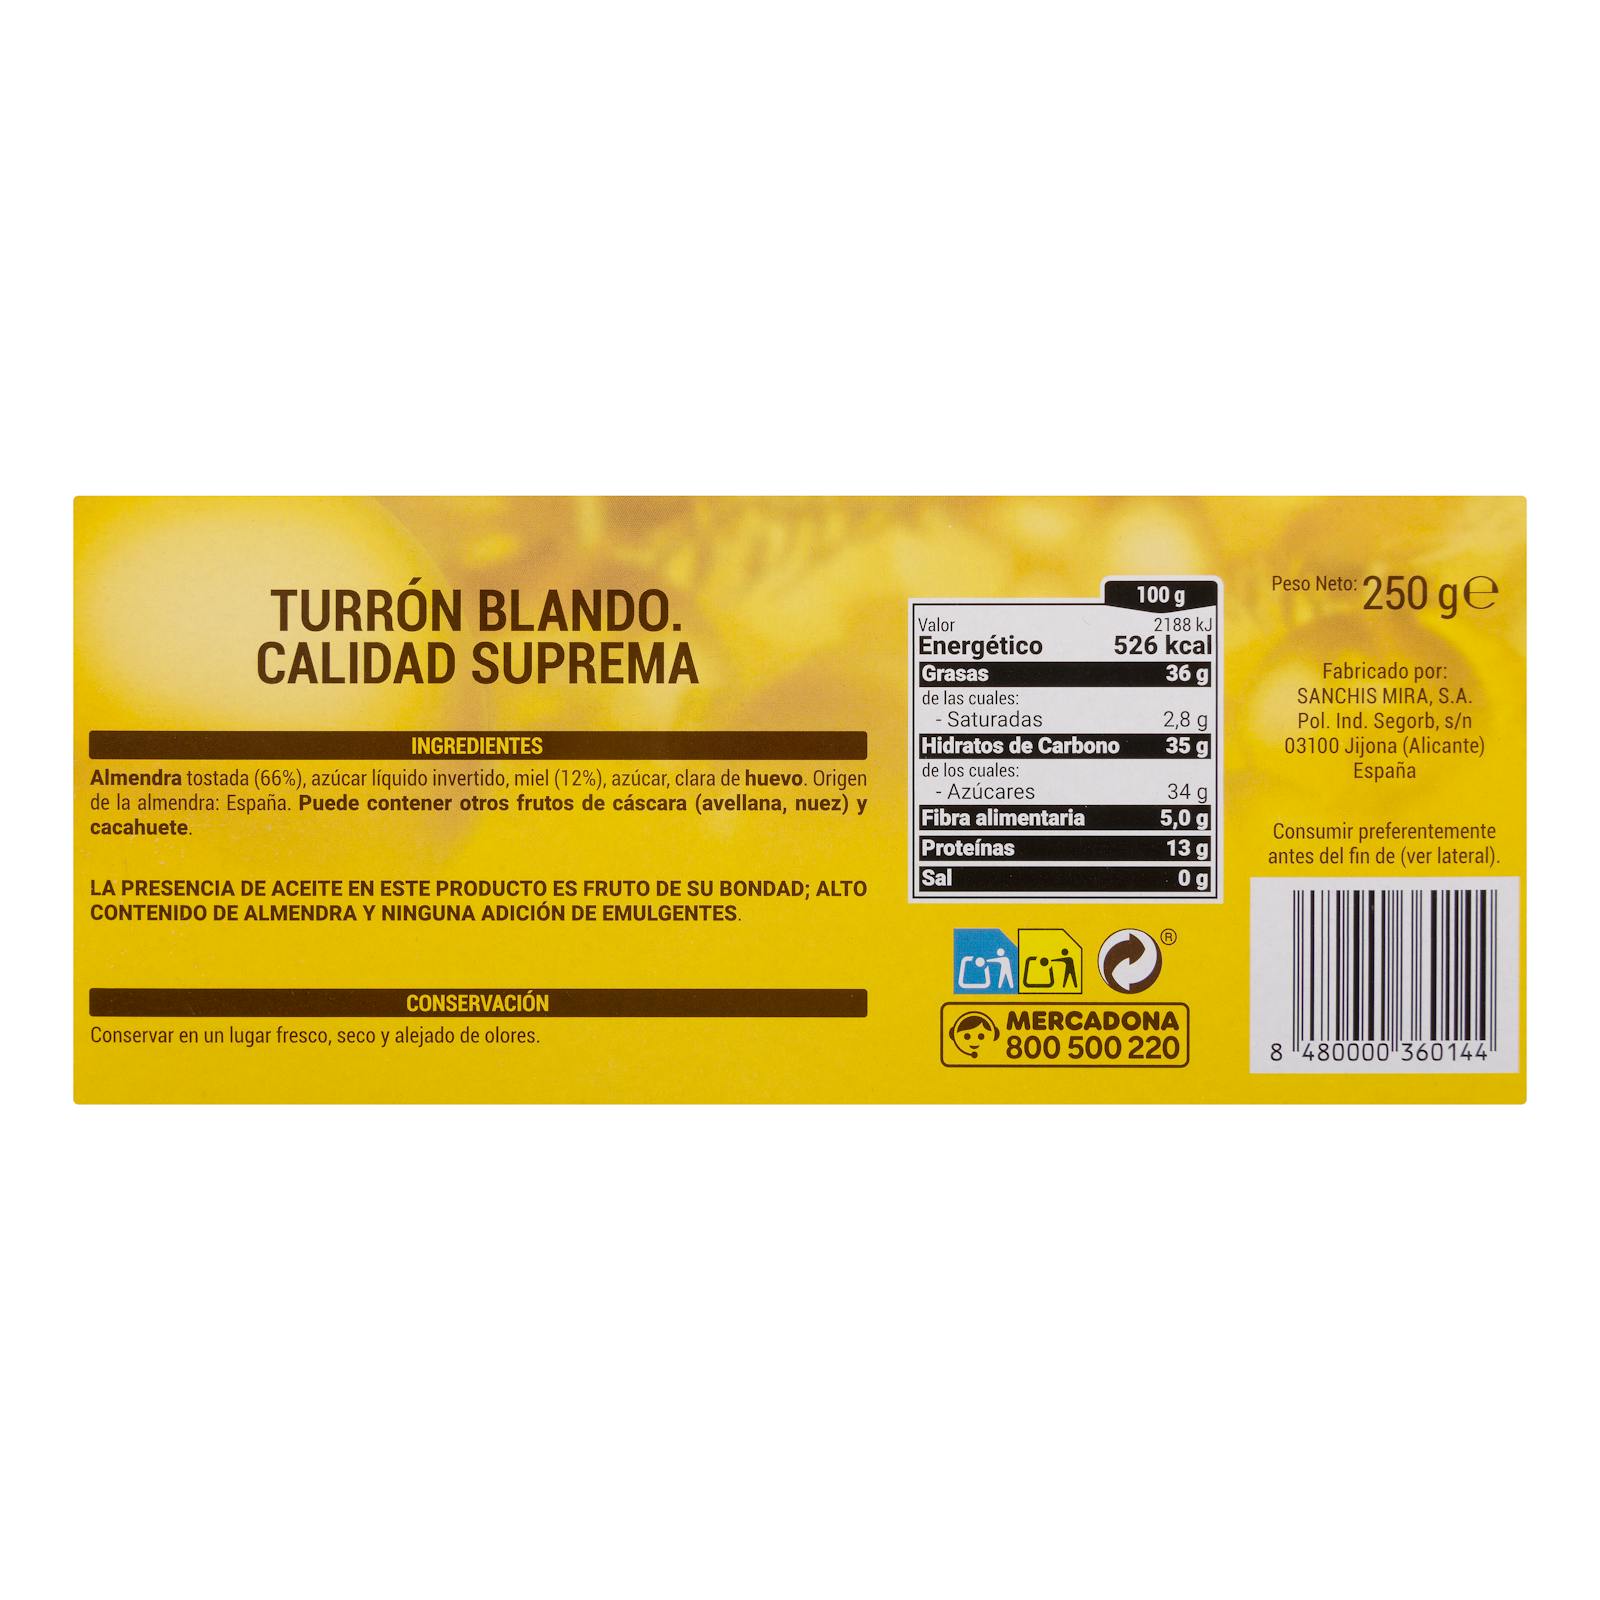 TURRÓN BLANDO.
CALIDAD SUPREMA
INGREDIENTES
Almendra tostada (66%), azúcar líquido invertido, miel (12%), azúcar, clara de huevo. Origen
de la almendra: España. Puede contener otros frutos de cáscara (avellana, nuez) y
cacahuete.
LA PRESENCIA DE ACEITE EN ESTE PRODUCTO ES FRUTO DE SU BONDAD; ALTO
CONTENIDO DE ALMENDRA Y NINGUNA ADICIÓN DE EMULGENTES.
CONSERVACIÓN
Conservar en un lugar fresco, seco y alejado de olores.
100 g
Valor 2188 kJ
Energético 526 kcal
Grasas 36 g
de las cuales:
- Saturadas 2,8 g
Hidratos de Carbono 35 g
de los cuales:
- Azúcares 34 g
Fibra alimentaria 5,0 g
Proteínas 13 g
Sal 0 g
®
MERCADONA
800 500 220
Peso Neto: 250 g℮
Fabricado por:
SANCHIS MIRA, S.A.
Pol. Ind. Segorb, s/n
03100 Jijona (Alicante)
España
Consumir preferentemente
antes del fin de (ver lateral).
8 480000 360144